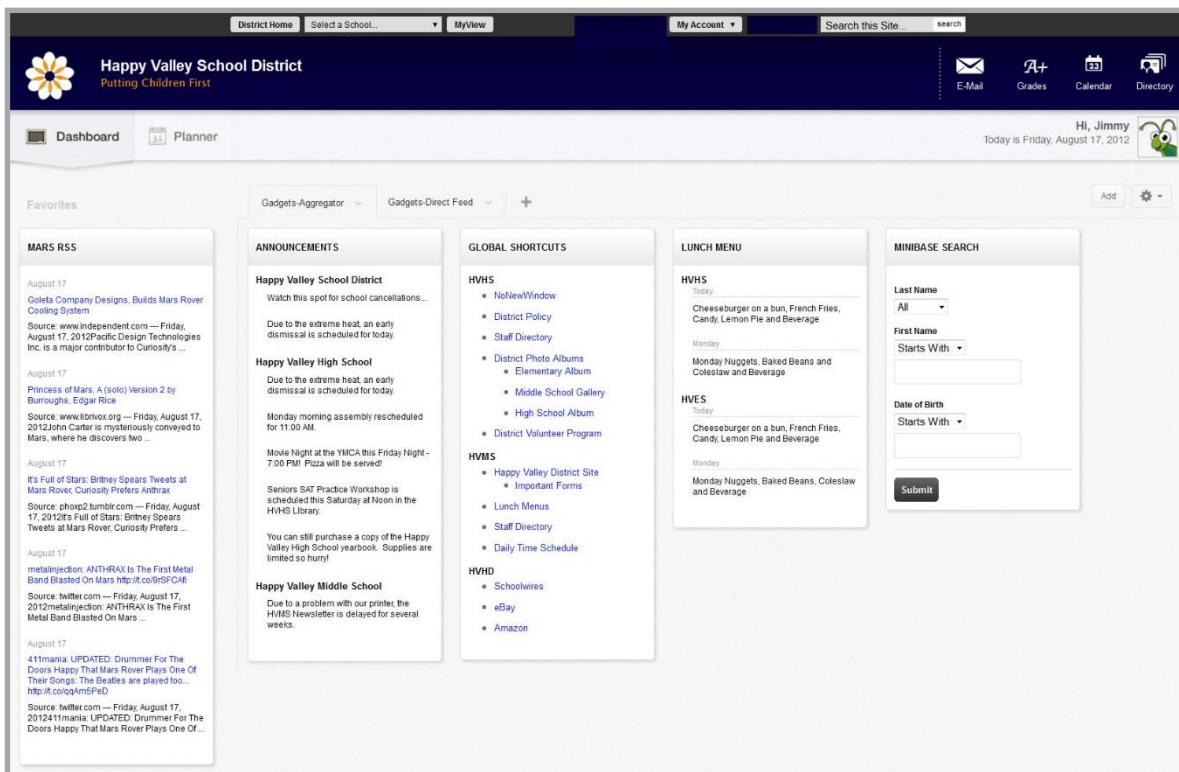 District Home Select a School... MyView My Account Search this Site... search
Happy Valley School District
Putting Children First
23
E-Mail A+ Grades Calendar Directory
Dashboard
31 Planner
Hi, Jimmy
Today is Friday, August 17, 2012
Favorites
Gadgets-Aggregator Gadgets-Direct Feed + Add
MARS RSS
August 17
Goleta Company Designs, Builds Mars Rover
Cooling System
Source: www.independent.com — Friday,
August 17, 2012Pacific Design Technologies
Inc. is a major contributor to Curiosity's ...
August 17
Princess of Mars, A (solo) Version 2 by
Burroughs, Edgar Rice
Source: www.librivox.org — Friday, August 17,
2012John Carter is mysteriously conveyed to
Mars, where he discovers two ...
August 17
It's Full of Stars: Britney Spears Tweets at
Mars Rover, Curiosity Prefers Anthrax
Source: phoxp2.tumblr.com — Friday, August
17, 2012It's Full of Stars: Britney Spears
Tweets at Mars Rover, Curiosity Prefers ...
August 17
metalinjection: ANTHRAX Is The First Metal
Band Blasted On Mars http://t.co/9rSFCAfi
Source: twitter.com — Friday, August 17,
2012metalinjection: ANTHRAX Is The First
Metal Band Blasted On Mars ...
August 17
411mania: UPDATED: Drummer For The
Doors Happy That Mars Rover Plays One Of
Their Songs: The Beatles are played too...
http://t.co/qqAm5PeD
Source: twitter.com — Friday, August 17,
2012411mania: UPDATED: Drummer For The
Doors Happy That Mars Rover Plays One Of ...
ANNOUNCEMENTS
Happy Valley School District
Watch this spot for school cancellations...
Due to the extreme heat, an early
dismissal is scheduled for today.
Happy Valley High School
Due to the extreme heat, an early
dismissal is scheduled for today.
Monday morning assembly rescheduled
for 11:00 AM.
Movie Night at the YMCA this Friday Night -
7:00 PM! Pizza will be served!
Seniors SAT Practice Workshop is
scheduled this Saturday at Noon in the
HVHS Library.
You can still purchase a copy of the Happy
Valley High School yearbook. Supplies are
limited so hurry!
Happy Valley Middle School
Due to a problem with our printer, the
HVMS Newsletter is delayed for several
weeks.
GLOBAL SHORTCUTS
HVHS
NoNewWindow
District Policy
Staff Directory
District Photo Albums
Elementary Album
Middle School Gallery
High School Album
District Volunteer Program
HVMS
Happy Valley District Site
Important Forms
Lunch Menus
Staff Directory
Daily Time Schedule
HVHD
Schoolwires
eBay
Amazon
LUNCH MENU
HVHS
Today
Cheeseburger on a bun, French Fries,
Candy, Lemon Pie and Beverage
Monday
Monday Nuggets, Baked Beans and
Coleslaw and Beverage
HVES
Today
Cheeseburger on a bun, French Fries,
Candy, Lemon Pie and Beverage
Monday
Monday Nuggets, Baked Beans, Coleslaw
and Beverage
MINIBASE SEARCH
Last Name
All
First Name
Starts With
Date of Birth
Starts With
Submit